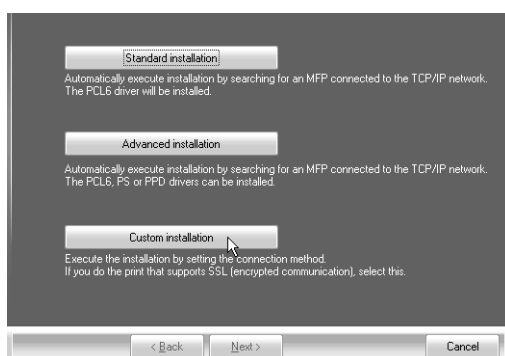 Standard installation
Automatically execute installation by searching for an MFP connected to the TCP/IP network.
The PCL6 driver will be installed.
Advanced installation
Automatically execute installation by searching for an MFP connected to the TCP/IP network.
The PCL6, PS or PPD drivers can be installed.
Custom installation
Execute the installation by setting the connection method.
If you do the print that supports SSL (encrypted communication), select this.
< Back Next > Cancel